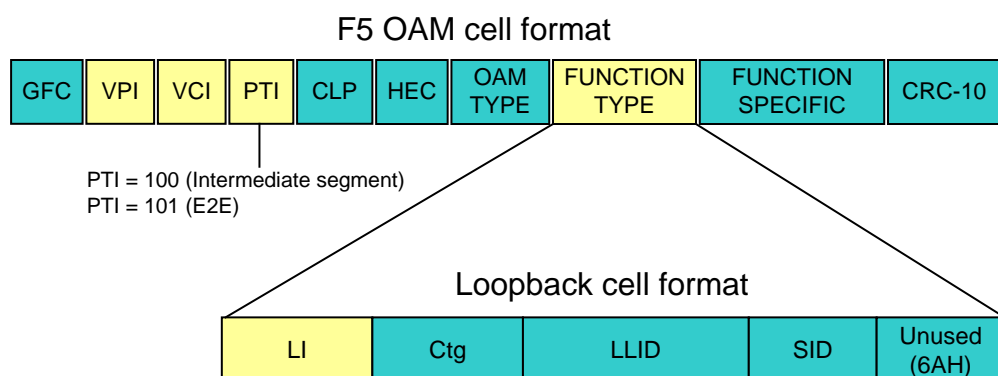 F5 OAM cell format
GFC VPI VCI PTI CLP HEC OAM TYPE FUNCTION TYPE FUNCTION SPECIFIC CRC-10
PTI = 100 (Intermediate segment)
PTI = 101 (E2E)
Loopback cell format
LI Ctg LLID SID Unused (6AH)